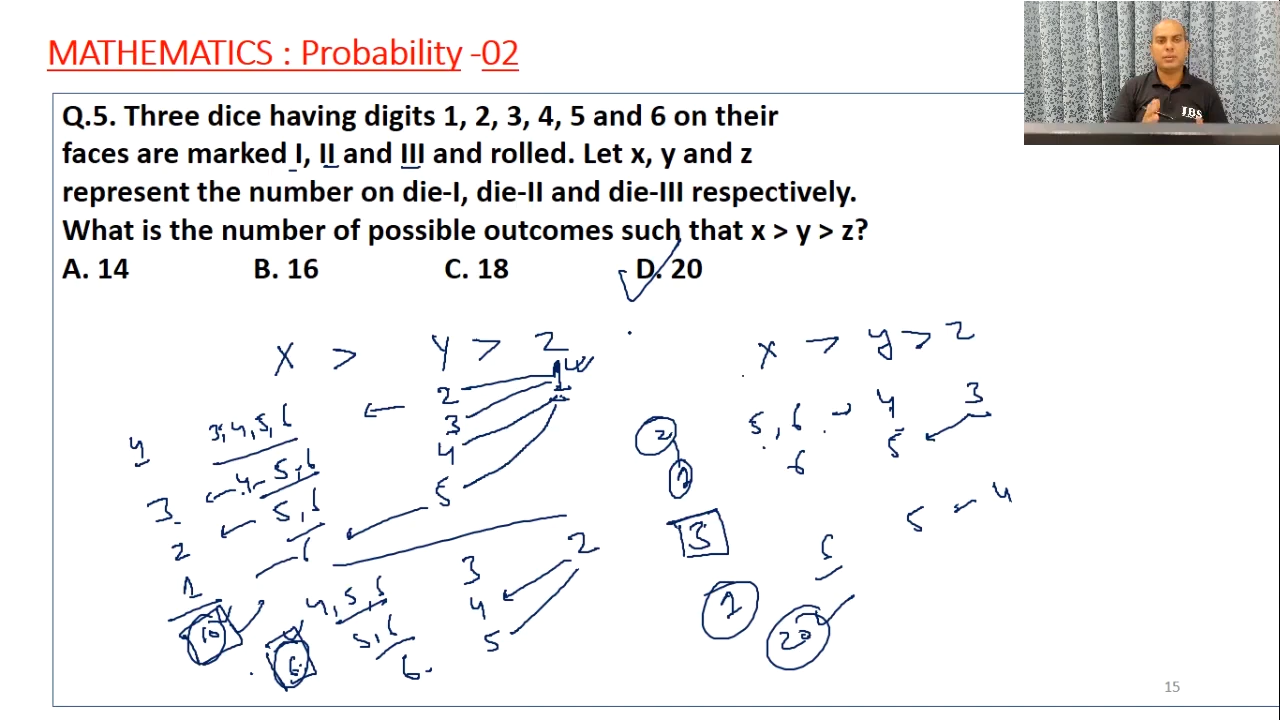 MATHEMATICS : Probability -02
Q.5. Three dice having digits 1, 2, 3, 4, 5 and 6 on their
faces are marked I, II and III and rolled. Let x, y and z
represent the number on die-I, die-II and die-III respectively.
What is the number of possible outcomes such that x > y > z?
A. 14 B. 16 C. 18 D. 20
X > Y > Z
2
3, 4, 5, 6 3
4
4 4, 5, 6 5
3 5, 6
2 6
1
10
2
3
4, 5, 6 4
5, 6 5
6
6
x > y > z
5, 6 4 3
6 5
2
1
3
5 4
6
1
20
IBS
15